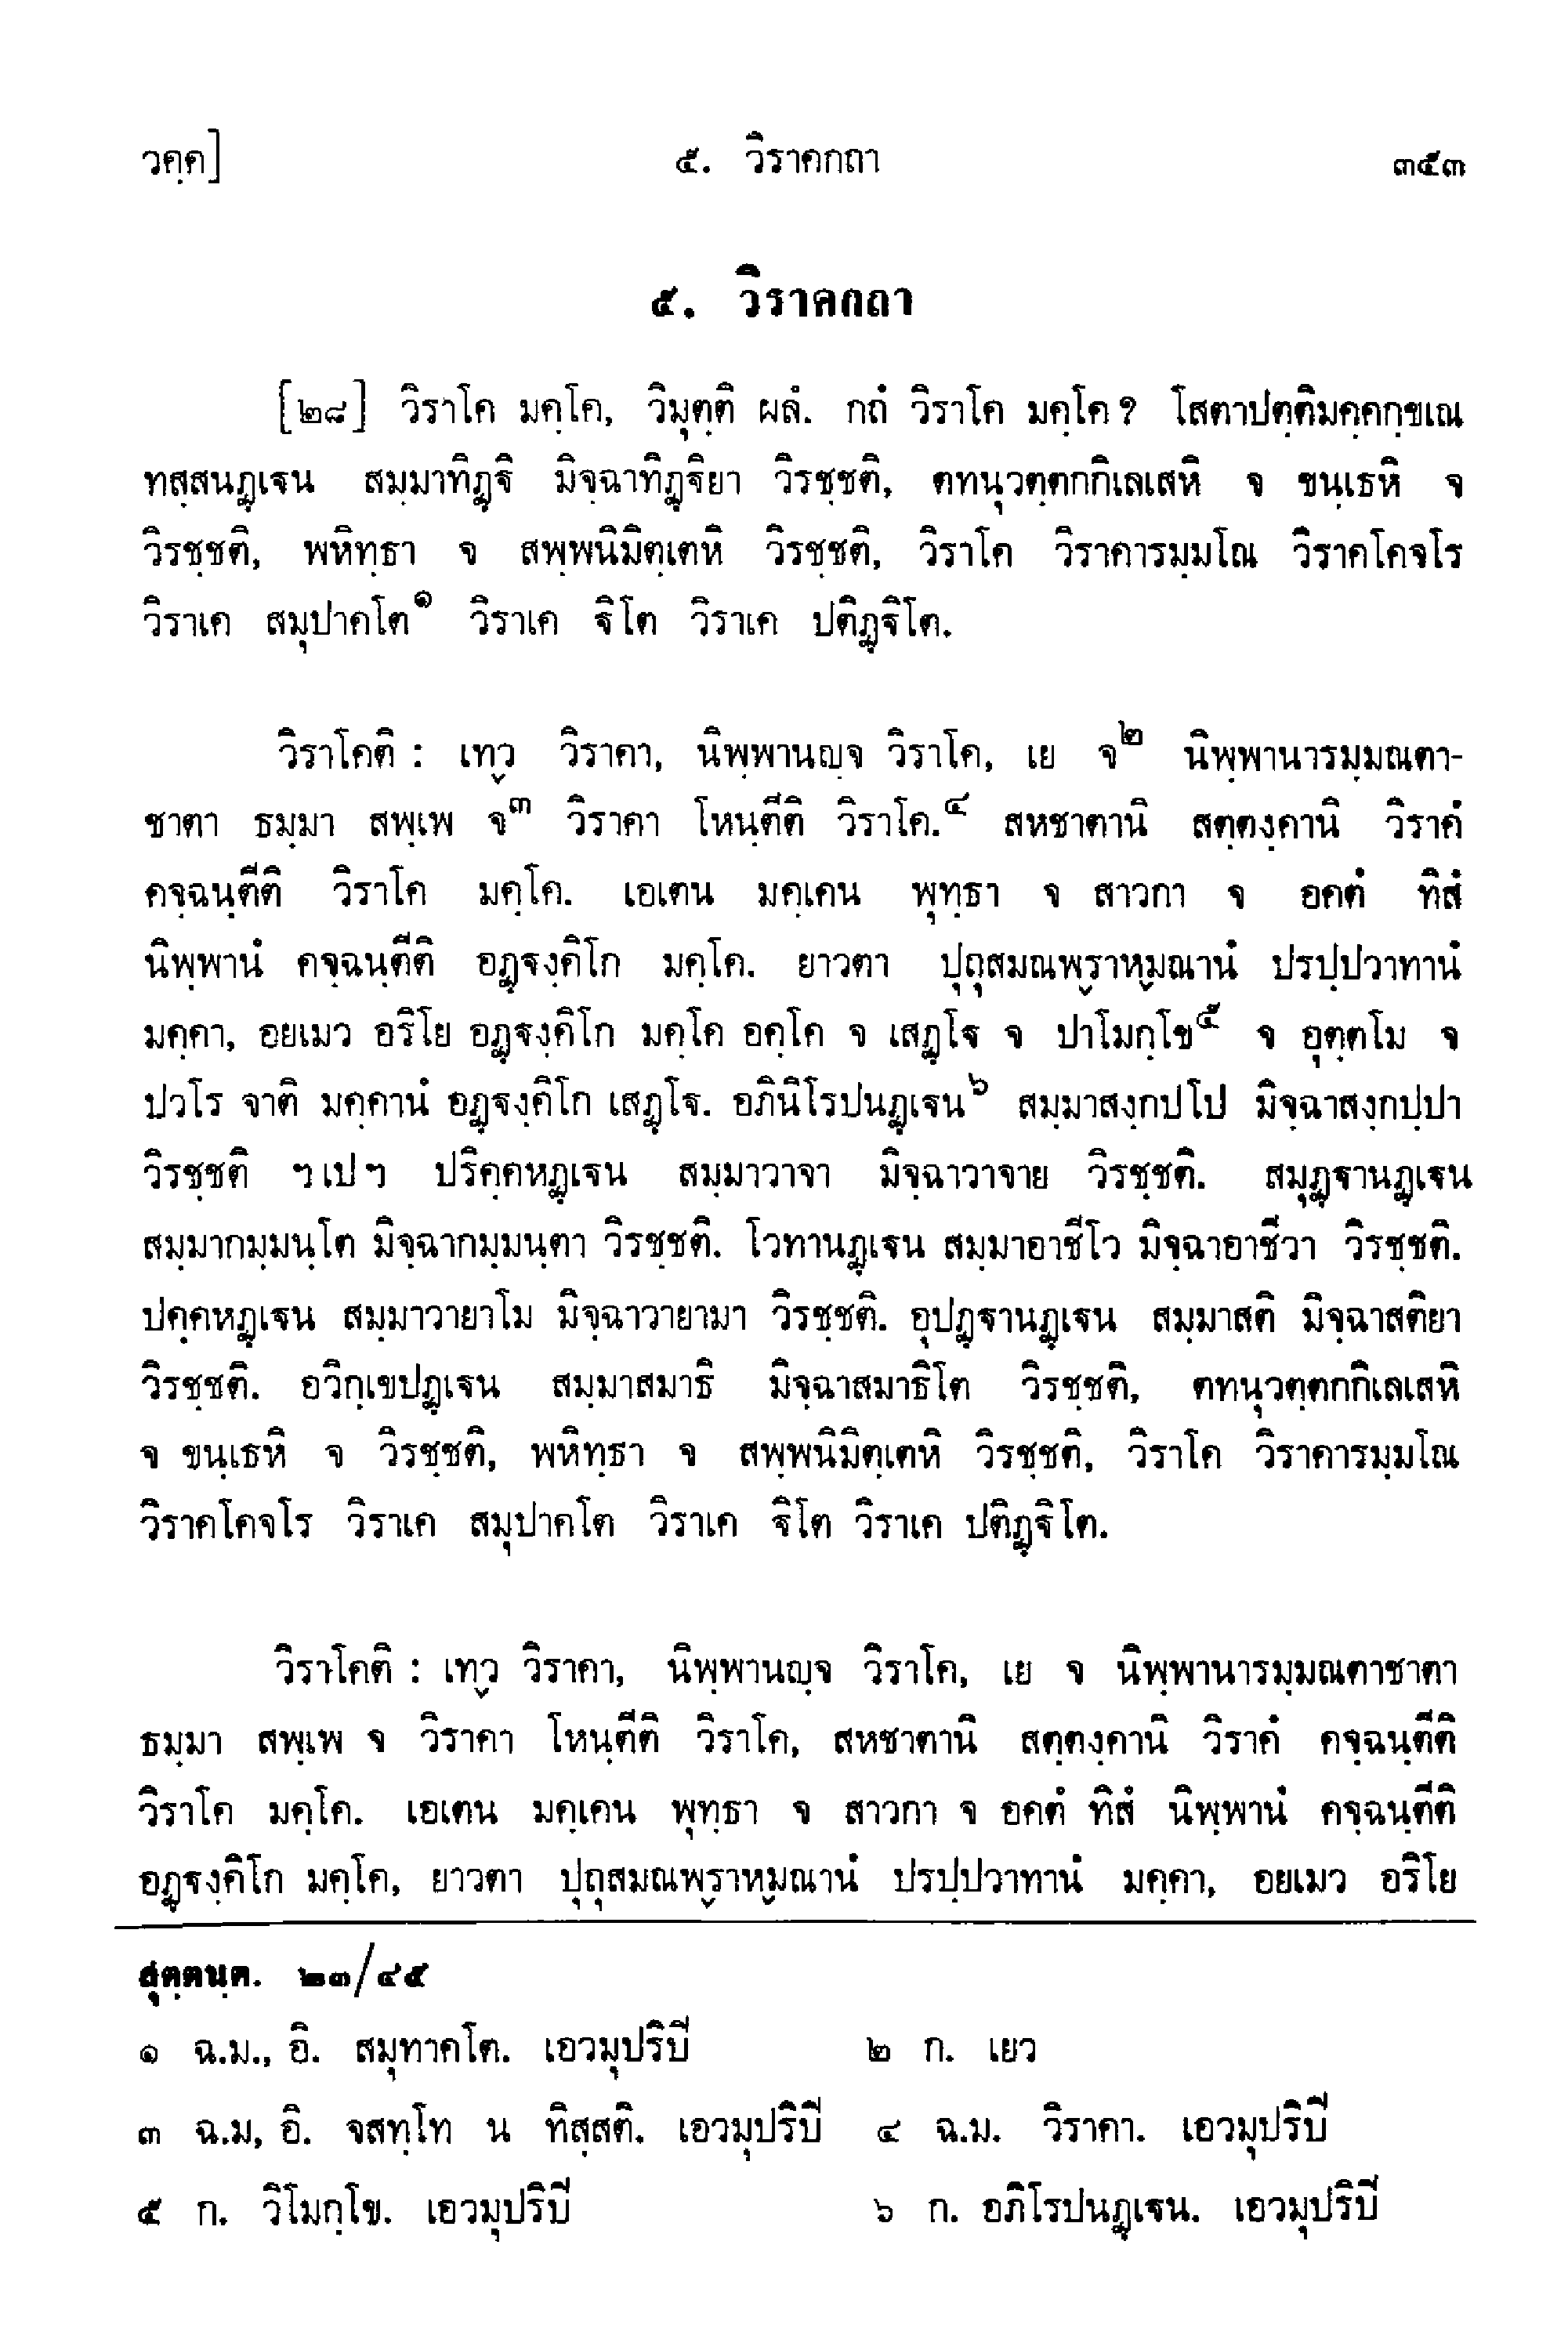 วคฺค] ๕. วิราคกถา ๓๕๓
๕. วิราคกถา
[๒๘] วิราโค มคฺโค, วิมุตฺติ ผลํ. กถํ วิราโค มคฺโค? โสตาปตฺติมคฺคกฺขเณ
ทสฺสนฏฺเฐน สมฺมาทิฏฺฐิ มิจฺฉาทิฏฺฐิยา วิรชฺชติ, ตทนุวตฺตกกิเลเสหิ จ ขนฺเธหิ จ
วิรชฺชติ, พหิทฺธา จ สพฺพนิมิตฺเตหิ วิรชฺชติ, วิราโค วิราคารมฺมโณ วิราคโคจโร
วิราเค สมุปาคโต๑ วิราเค ฐิโต วิราเค ปติฏฺฐิโต.
วิราโคติ : เทฺว วิราคา, นิพฺพานญฺจ วิราโค, เย จ๒ นิพฺพานารมฺมณตา-
ชาตา ธมฺมา สพฺเพ จ๓ วิราคา โหนฺตีติ วิราโค.๔ สหชาตานิ สตฺตงฺคานิ วิราคํ
คจฺฉนฺตีติ วิราโค มคฺโค. เอเตน มคฺเคน พุทฺธา จ สาวกา จ อคตํ ทิสํ
นิพฺพานํ คจฺฉนฺตีติ อฏฺฐงฺคิโก มคฺโค. ยาวตา ปุถุสมณพฺราหฺมณานํ ปรปฺปวาทานํ
มคฺคา, อยเมว อริโย อฏฺฐงฺคิโก มคฺโค อคฺโค จ เสฏฺโฐ จ ปาโมกฺโข๕ จ อุตฺตโม จ
ปวโร จาติ มคฺคานํ อฏฺฐงฺคิโก เสฏฺโฐ. อภินิโรปนฏฺเฐน๖ สมฺมาสงฺกปโป มิจฺฉาสงฺกปฺปา
วิรชฺชติ ฯ เป ฯ ปริคฺคหฏฺเฐน สมฺมาวาจา มิจฺฉาวาจาย วิรชฺชติ. สมุฏฺฐานฏฺเฐน
สมฺมากมฺมนฺโต มิจฺฉากมฺมนฺตา วิรชฺชติ. โวทานฏฺเฐน สมฺมาอาชีโว มิจฺฉาอาชีวา วิรชฺชติ.
ปคฺคหฏฺเฐน สมฺมาวายาโม มิจฺฉาวายามา วิรชฺชติ. อุปฏฺฐานฏฺเฐน สมฺมาสติ มิจฺฉาสติยา
วิรชฺชติ. อวิกฺเขปฏฺเฐน สมฺมาสมาธิ มิจฺฉาสมาธิโต วิรชฺชติ, ตทนุวตฺตกกิเลเสหิ
จ ขนฺเธหิ จ วิรชฺชติ, พหิทฺธา จ สพฺพนิมิตฺเตหิ วิรชฺชติ, วิราโค วิราคารมฺมโณ
วิราคโคจโร วิราเค สมุปาคโต วิราเค ฐิโต วิราเค ปติฏฺฐิโต.
วิราโคติ : เทฺว วิราคา, นิพฺพานญฺจ วิราโค, เย จ นิพฺพานารมฺมณตาชาตา
ธมฺมา สพฺเพ จ วิราคา โหนฺตีติ วิราโค, สหชาตานิ สตฺตงฺคานิ วิราคํ คจฺฉนฺตีติ
วิราโค มคฺโค. เอเตน มคฺเคน พุทฺธา จ สาวกา จ อคตํ ทิสํ นิพฺพานํ คจฺฉนฺตีติ
อฏฺฐงฺคิโก มคฺโค, ยาวตา ปุถุสมณพฺราหฺมณานํ ปรปฺปวาทานํ มคฺคา, อยเมว อริโย
สุตฺตนฺต. ๒๓/๔๕
๑ ฉ.ม., อิ. สมุทาคโต. เอวมุปริปี ๒ ก. เยว
๓ ฉ.ม, อิ. จสทฺโท น ทิสฺสติ. เอวมุปริปี ๔ ฉ.ม. วิราคา. เอวมุปริปี
๕ ก. วิโมกฺโข. เอวมุปริปี ๖ ก. อภิโรปนฏฺเฐน. เอวมุปริปี